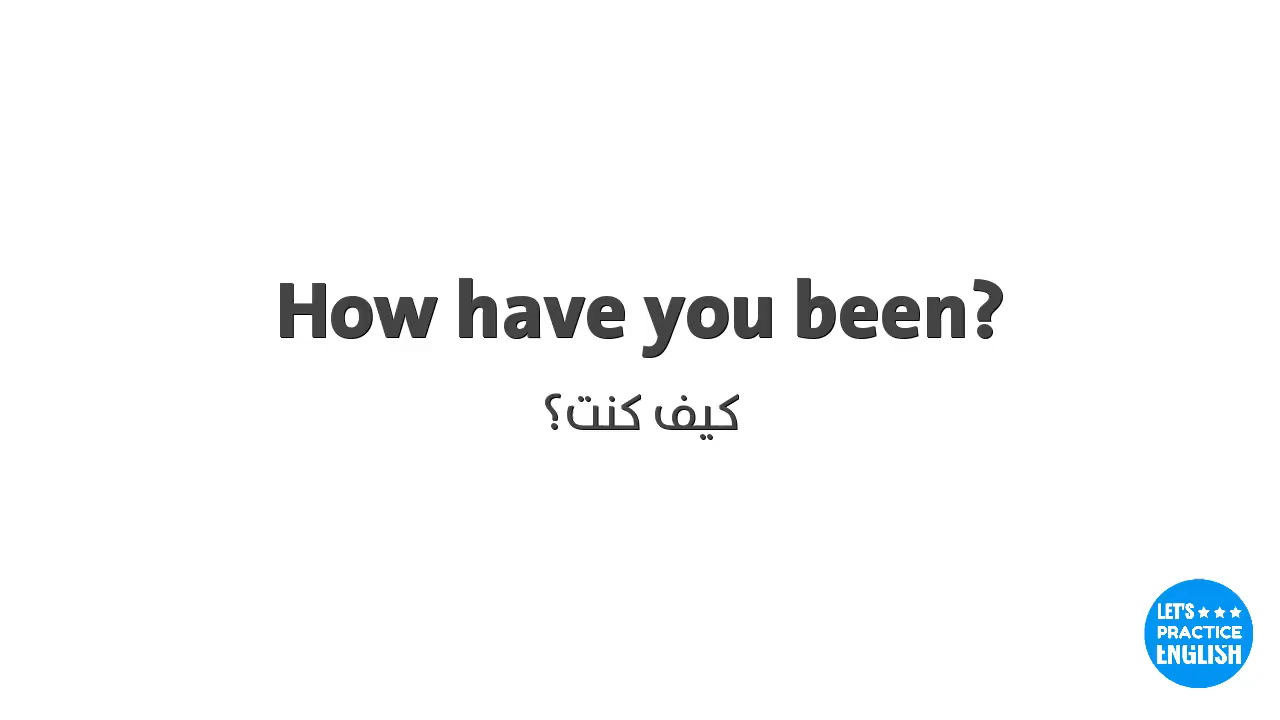 How have you been?
كيف كنت؟
LET'S
PRACTICE
ENGLISH